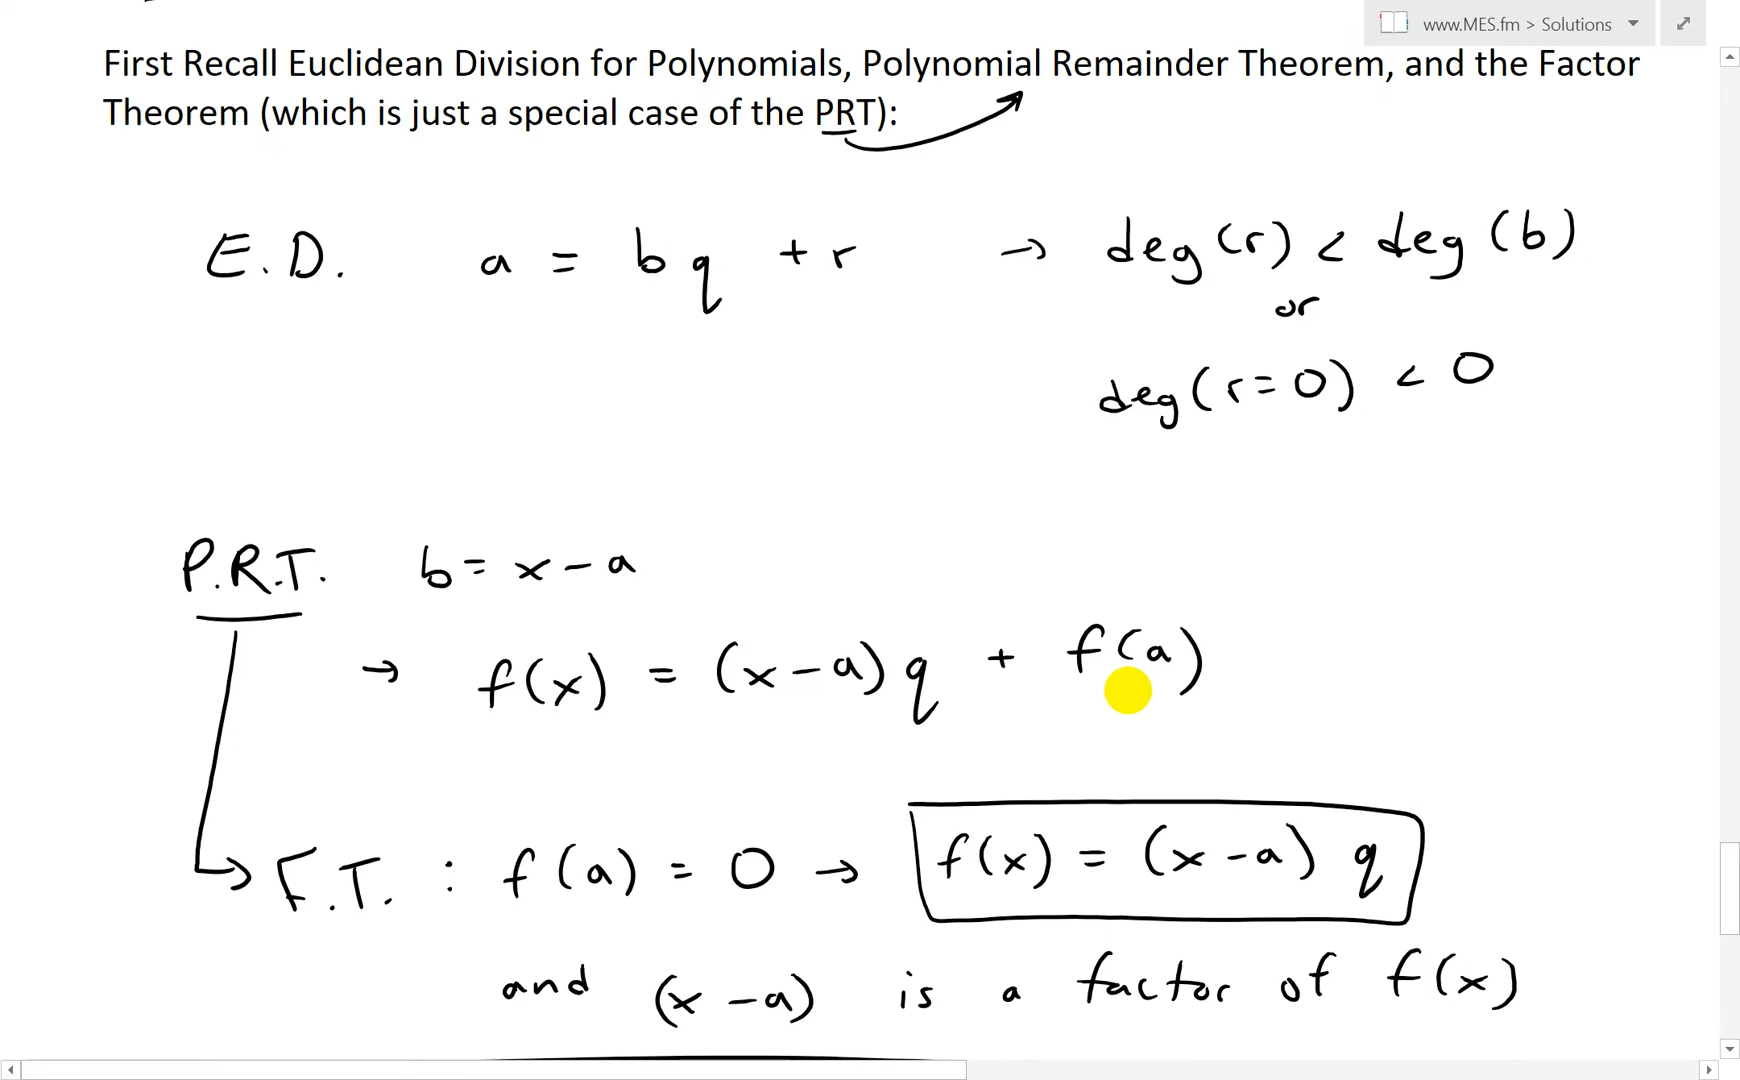 www.MES.fm > Solutions
First Recall Euclidean Division for Polynomials, Polynomial Remainder Theorem, and the Factor
Theorem (which is just a special case of the PRT):
E.D. a = bq + r → deg(r) < deg(b)
or
deg(r=0) < 0
P.R.T. b = x - a
→ f(x) = (x-a)q + f(a)
F.T. : f(a) = 0 → f(x) = (x-a) q
and (x-a) is a factor of f(x)